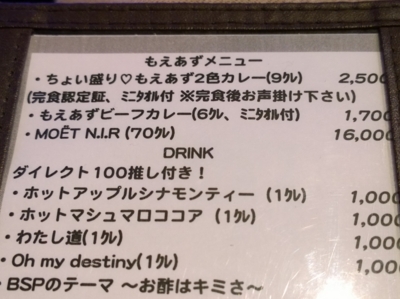 もえあずメニュー
・ちょい盛り♡もえあず2色カレー(9ｸﾚ) 2,500
(完食認定証、ﾐﾆﾀｵﾙ付 ※完食後お声掛け下さい)
・もえあずビーフカレー(6ｸﾚ、ﾐﾆﾀｵﾙ付) 1,700
・MOËT N.I.R (70ｸﾚ) 16,000
DRINK
ダイレクト100推し付き！
・ホットアップルシナモンティー (1ｸﾚ) 1,000
・ホットマシュマロココア (1ｸﾚ) 1,000
・わたし道(1ｸﾚ) 1,000
・Oh my destiny(1ｸﾚ) 1,000
・BSPのテーマ ～お酢はキミさ～